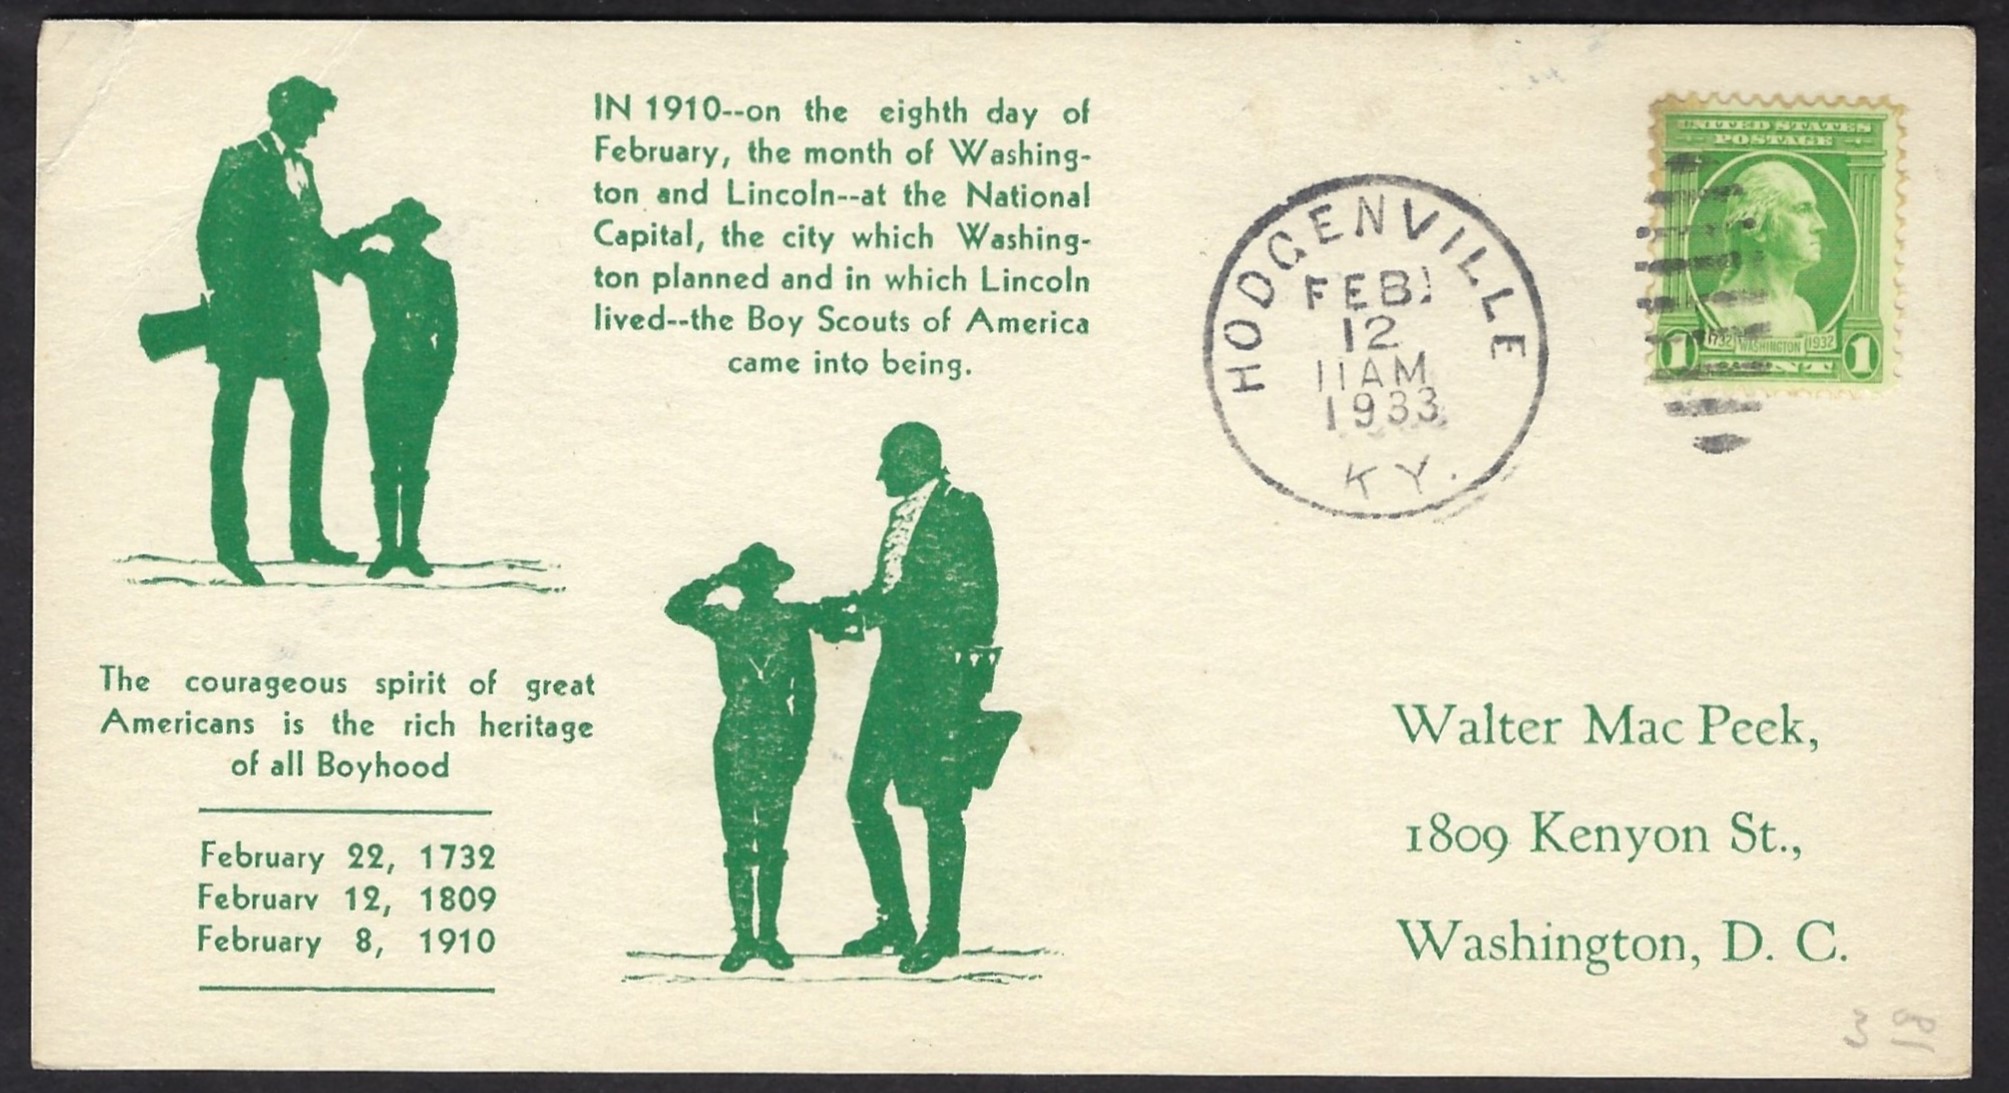 IN 1910--on the eighth day of
February, the month of Washing-
ton and Lincoln--at the National
Capital, the city which Washing-
ton planned and in which Lincoln
lived--the Boy Scouts of America
came into being.
The courageous spirit of great
Americans is the rich heritage
of all Boyhood
February 22, 1732
February 12, 1809
February 8, 1910
HODGENVILLE
FEB
12
11 AM
1933
KY.
UNITED STATES
POSTAGE
1732 WASHINGTON 1932
1 CENT 1
Walter Mac Peek,
1809 Kenyon St.,
Washington, D. C.